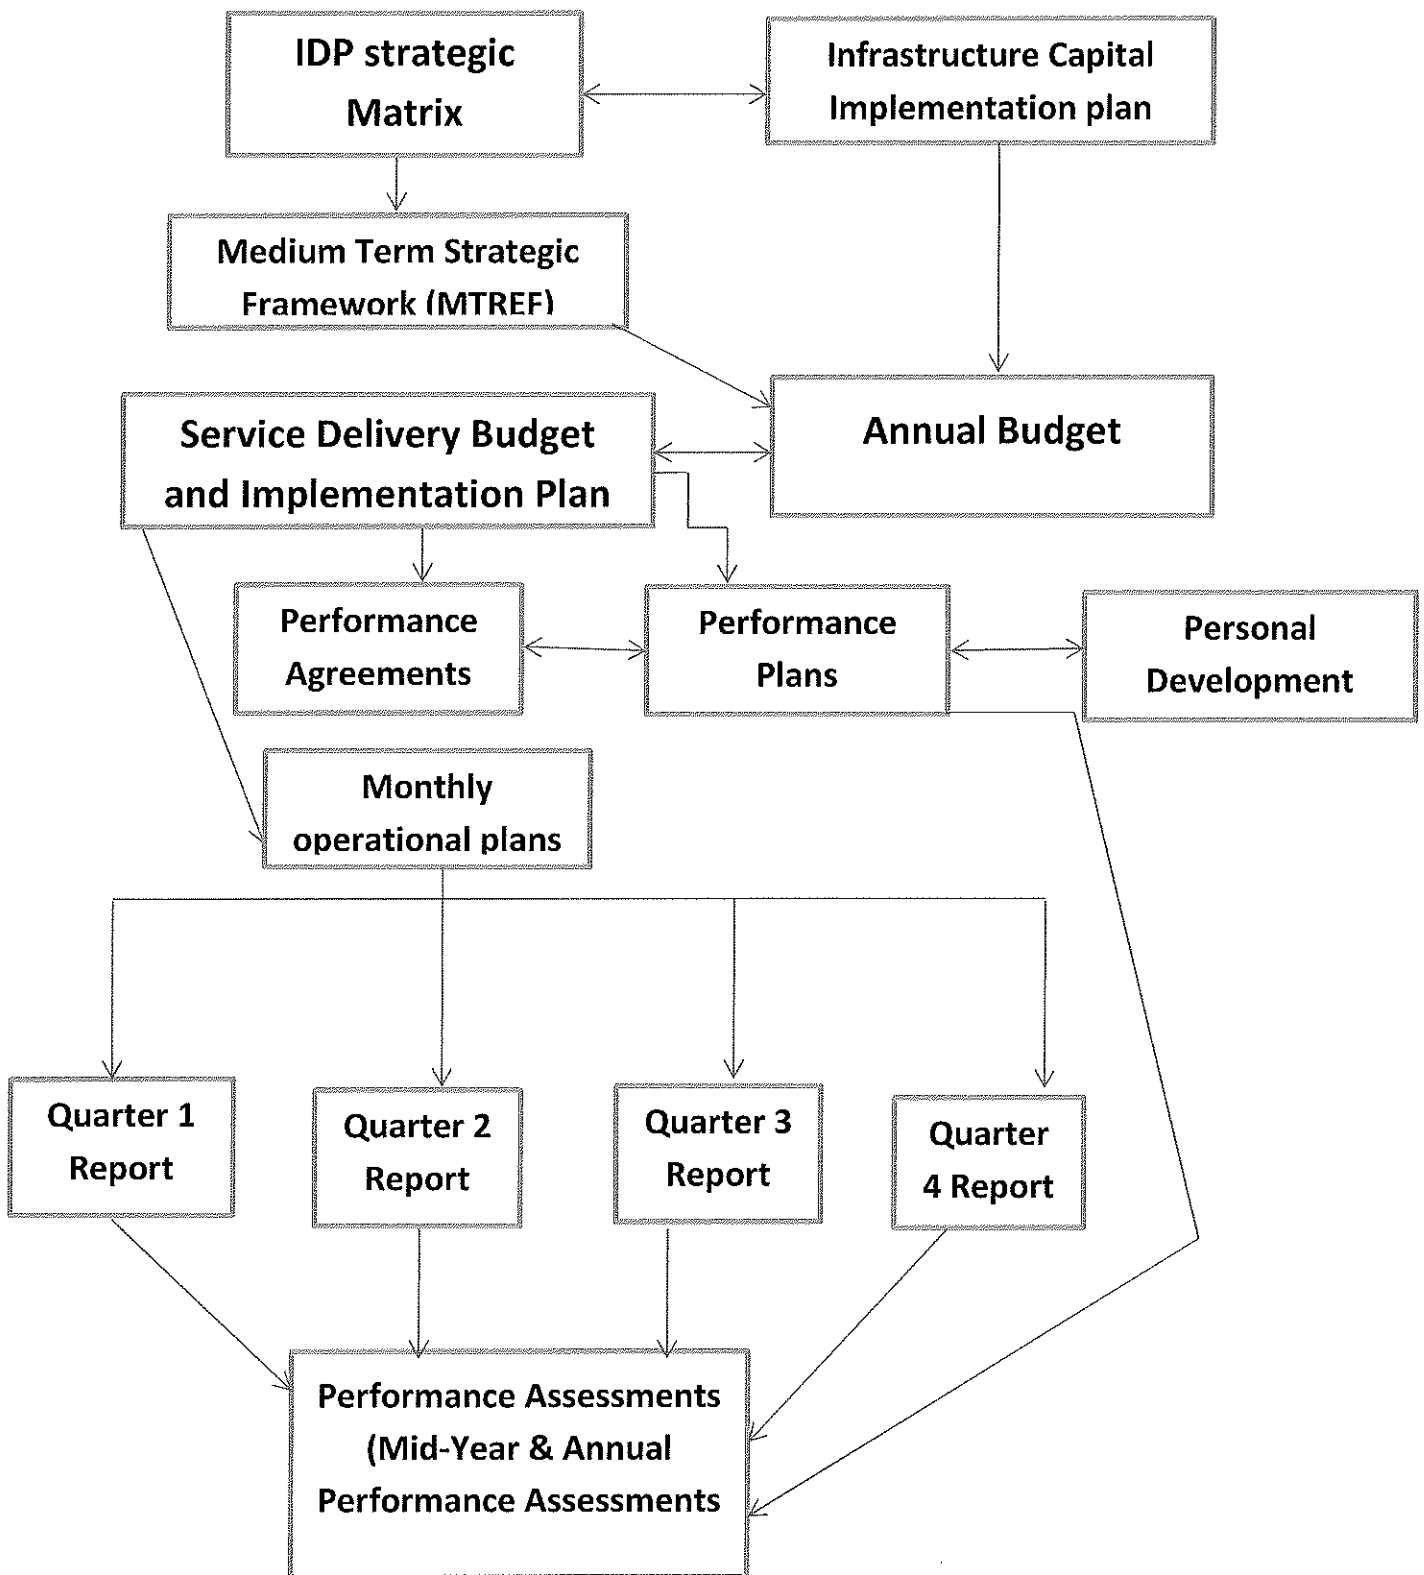 IDP strategic
Matrix
Infrastructure Capital
Implementation plan
Medium Term Strategic
Framework (MTREF)
Service Delivery Budget
and Implementation Plan
Annual Budget
Performance
Agreements
Performance
Plans
Personal
Development
Monthly
operational plans
Quarter 1
Report
Quarter 2
Report
Quarter 3
Report
Quarter
4 Report
Performance Assessments
(Mid-Year & Annual
Performance Assessments